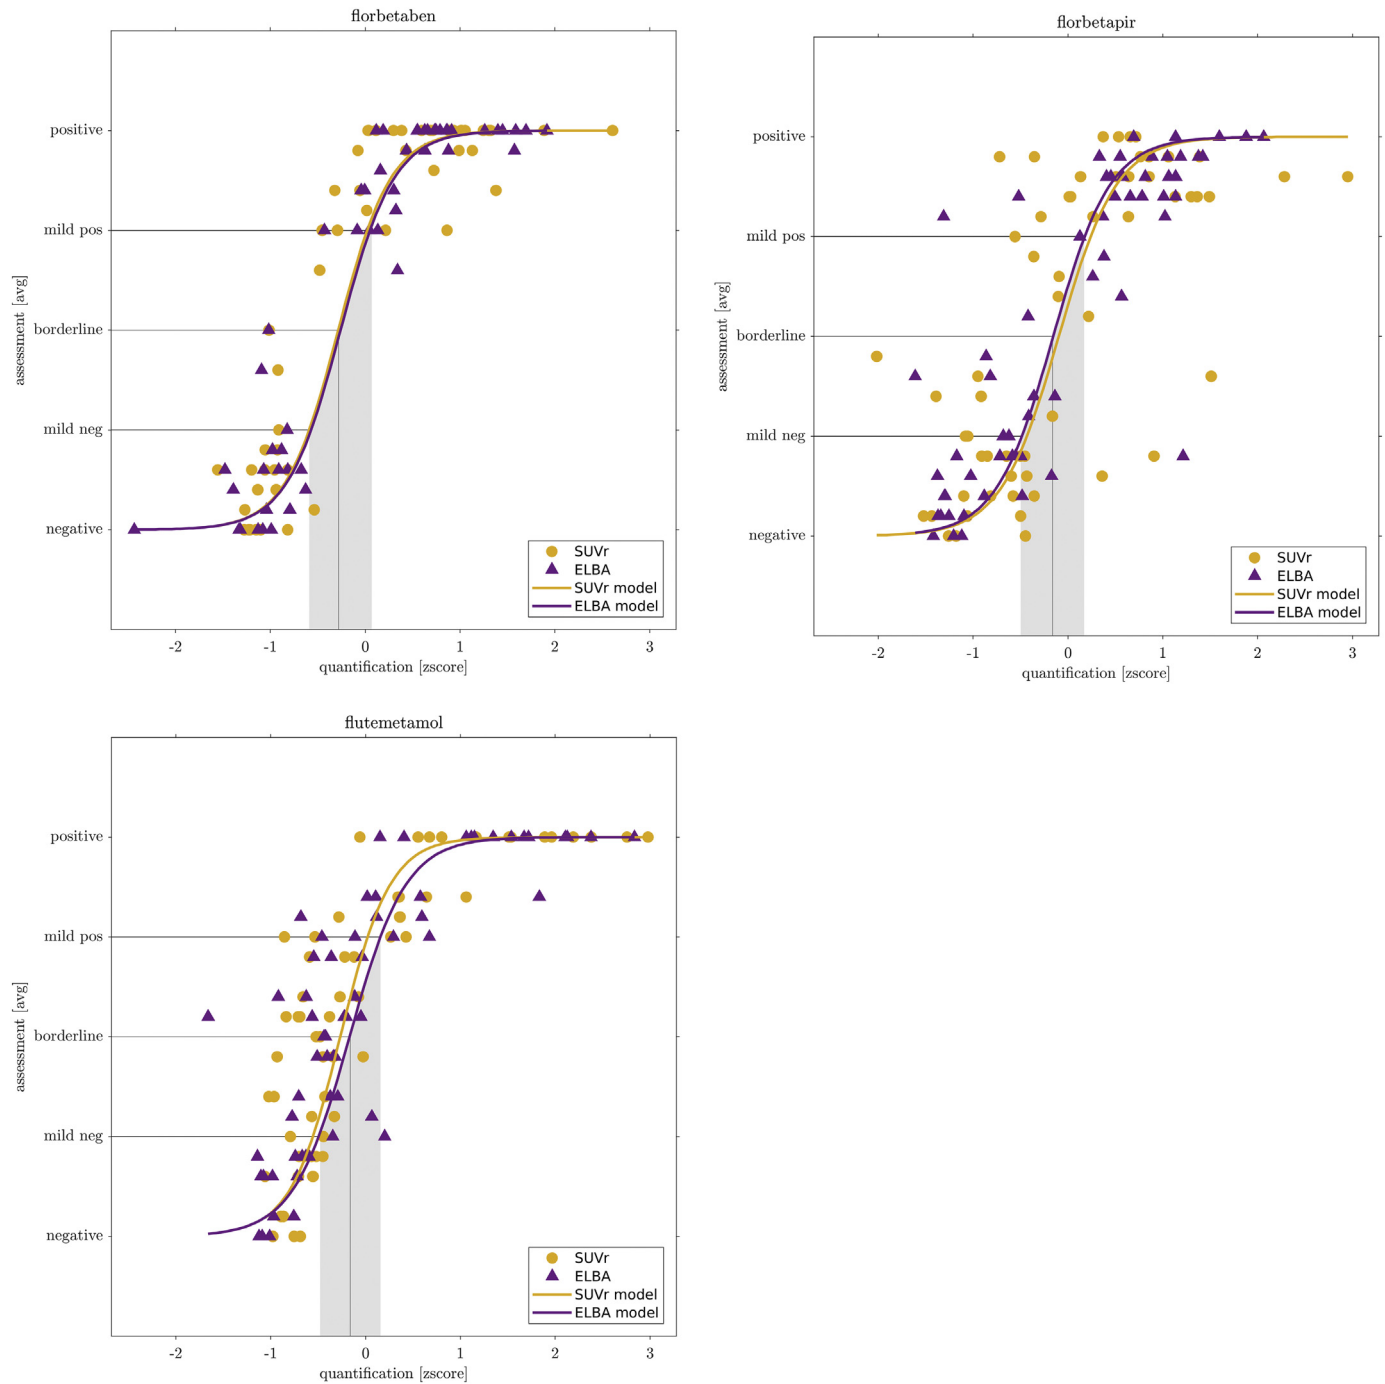 florbetaben
positive
mild pos
borderline
mild neg
negative
assessment [avg]
SUVr
ELBA
SUVr model
ELBA model
-2 -1 0 1 2 3
quantification [zscore]
florbetapir
positive
mild pos
borderline
mild neg
negative
assessment [avg]
SUVr
ELBA
SUVr model
ELBA model
-2 -1 0 1 2 3
quantification [zscore]
flutemetamol
positive
mild pos
borderline
mild neg
negative
assessment [avg]
SUVr
ELBA
SUVr model
ELBA model
-2 -1 0 1 2 3
quantification [zscore]